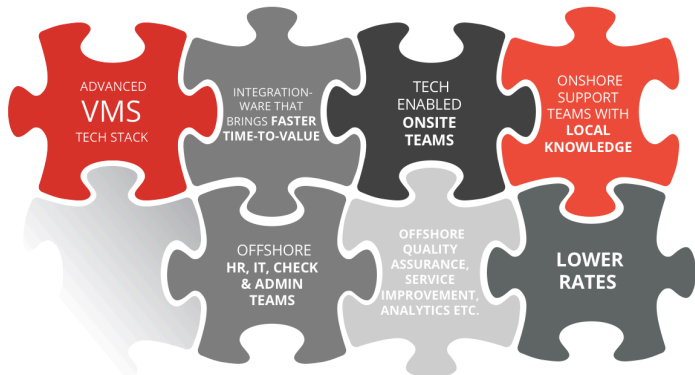 ADVANCED
VMS
TECH STACK
INTEGRATION-
WARE THAT
BRINGS FASTER
TIME-TO-VALUE
TECH
ENABLED
ONSITE
TEAMS
ONSHORE
SUPPORT
TEAMS WITH
LOCAL
KNOWLEDGE
OFFSHORE
HR, IT, CHECK
& ADMIN
TEAMS
OFFSHORE
QUALITY
ASSURANCE,
SERVICE
IMPROVEMENT,
ANALYTICS ETC.
LOWER
RATES